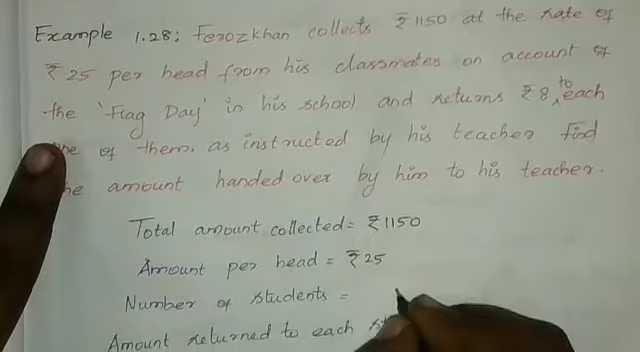 Example 1.28: Ferozkhan collects ₹1150 at the rate of
₹25 per head from his classmates on account of
the 'Flag Day' in his school and returns ₹8 to each
of them. as instructed by his teacher find
amount handed over by him to his teacher.
Total amount collected = ₹1150
Amount per head = ₹25
Number of students =
Amount returned to each